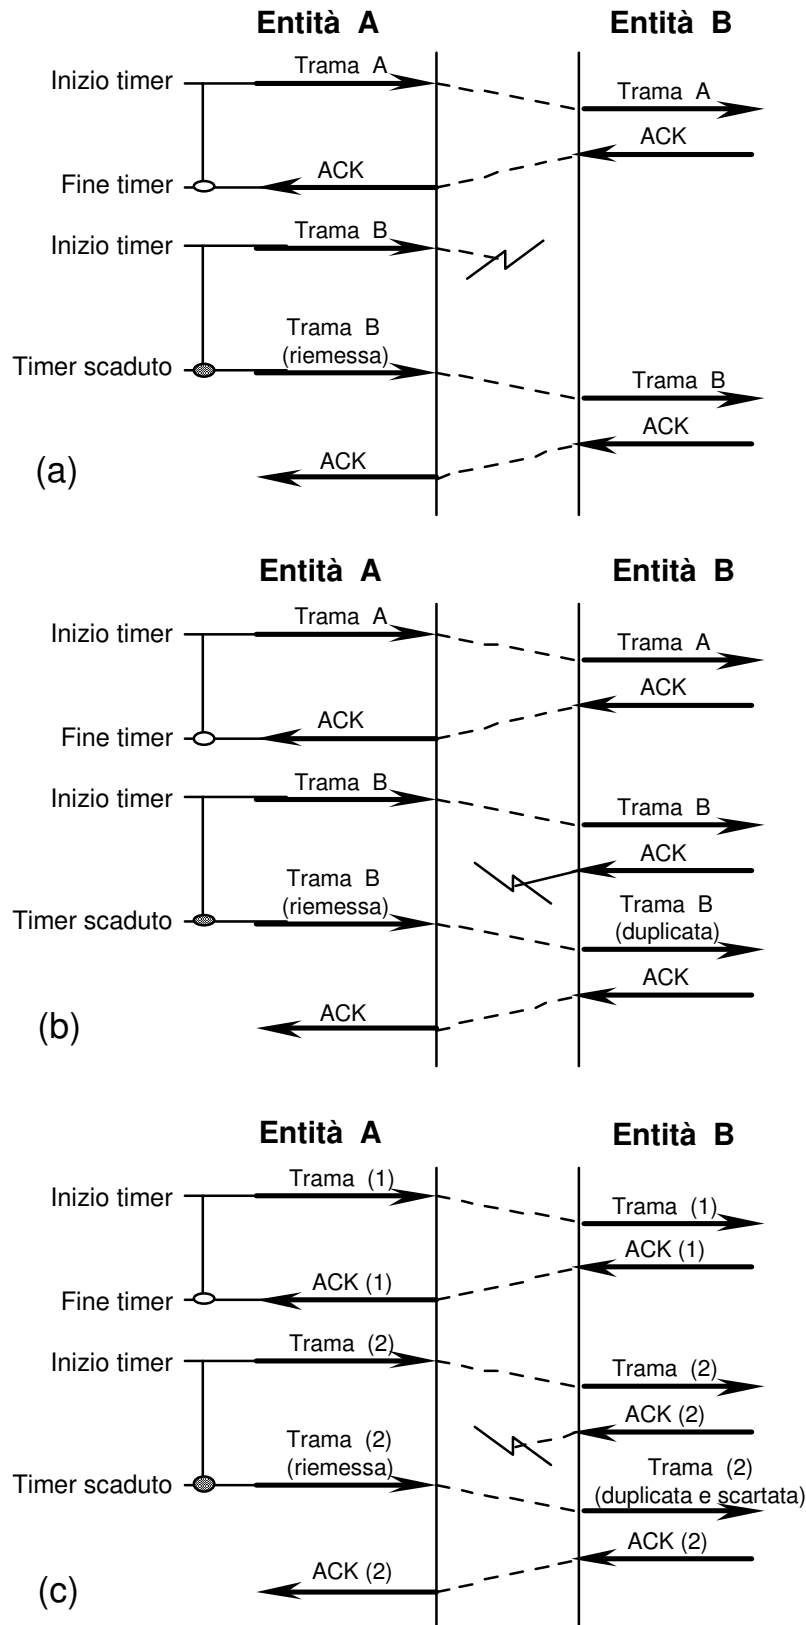 Entità A Entità B
Inizio timer Trama A
Trama A
ACK
Fine timer ACK
Inizio timer Trama B
Trama B
(riemessa)
Timer scaduto
Trama B
ACK
ACK
(a)
Entità A Entità B
Inizio timer Trama A
Trama A
ACK
Fine timer ACK
Inizio timer Trama B
Trama B
ACK
Trama B
(riemessa)
Timer scaduto
Trama B
(duplicata)
ACK
ACK
(b)
Entità A Entità B
Inizio timer Trama (1)
Trama (1)
ACK (1)
Fine timer ACK (1)
Inizio timer Trama (2)
Trama (2)
ACK (2)
Trama (2)
(riemessa)
Timer scaduto
Trama (2)
(duplicata e scartata)
ACK (2)
ACK (2)
(c)